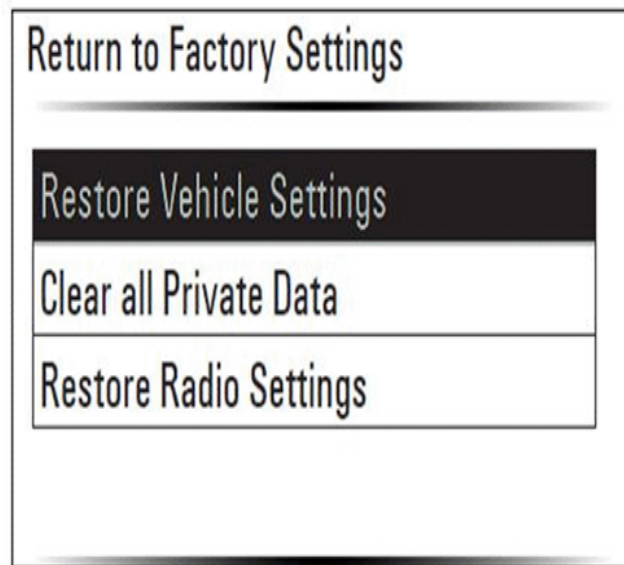 Return to Factory Settings
Restore Vehicle Settings
Clear all Private Data
Restore Radio Settings